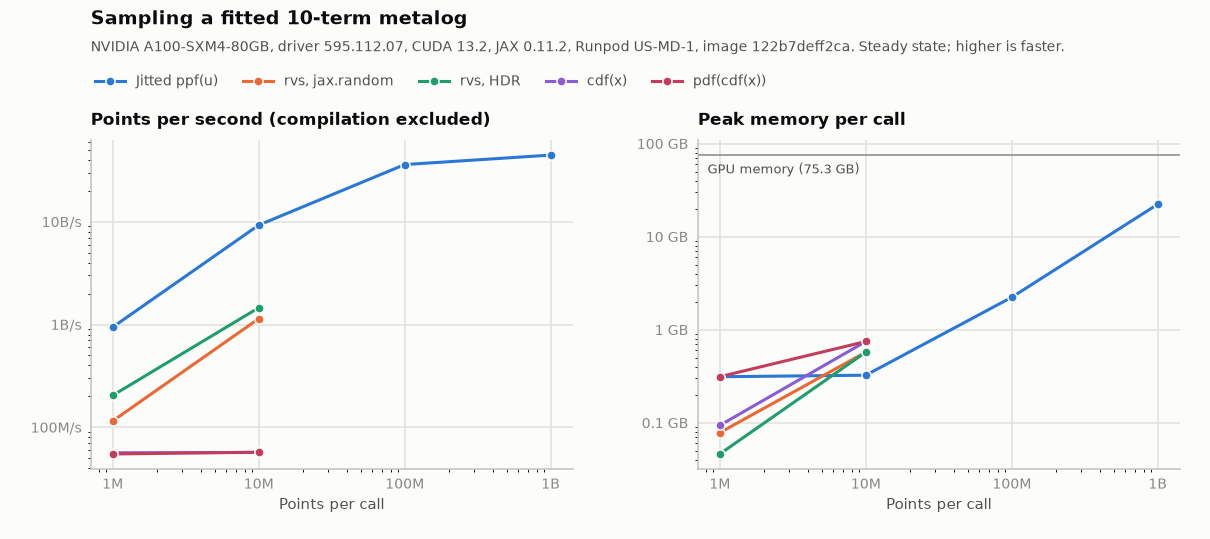 Sampling a fitted 10-term metalog
NVIDIA A100-SXM4-80GB, driver 595.112.07, CUDA 13.2, JAX 0.11.2, Runpod US-MD-1, image 122b7deff2ca. Steady state; higher is faster.
Jitted ppf(u) rvs, jax.random rvs, HDR cdf(x) pdf(cdf(x))
Points per second (compilation excluded)
10B/s
1B/s
100M/s
1M 10M 100M 1B
Points per call
Peak memory per call
100 GB
GPU memory (75.3 GB)
10 GB
1 GB
0.1 GB
1M 10M 100M 1B
Points per call